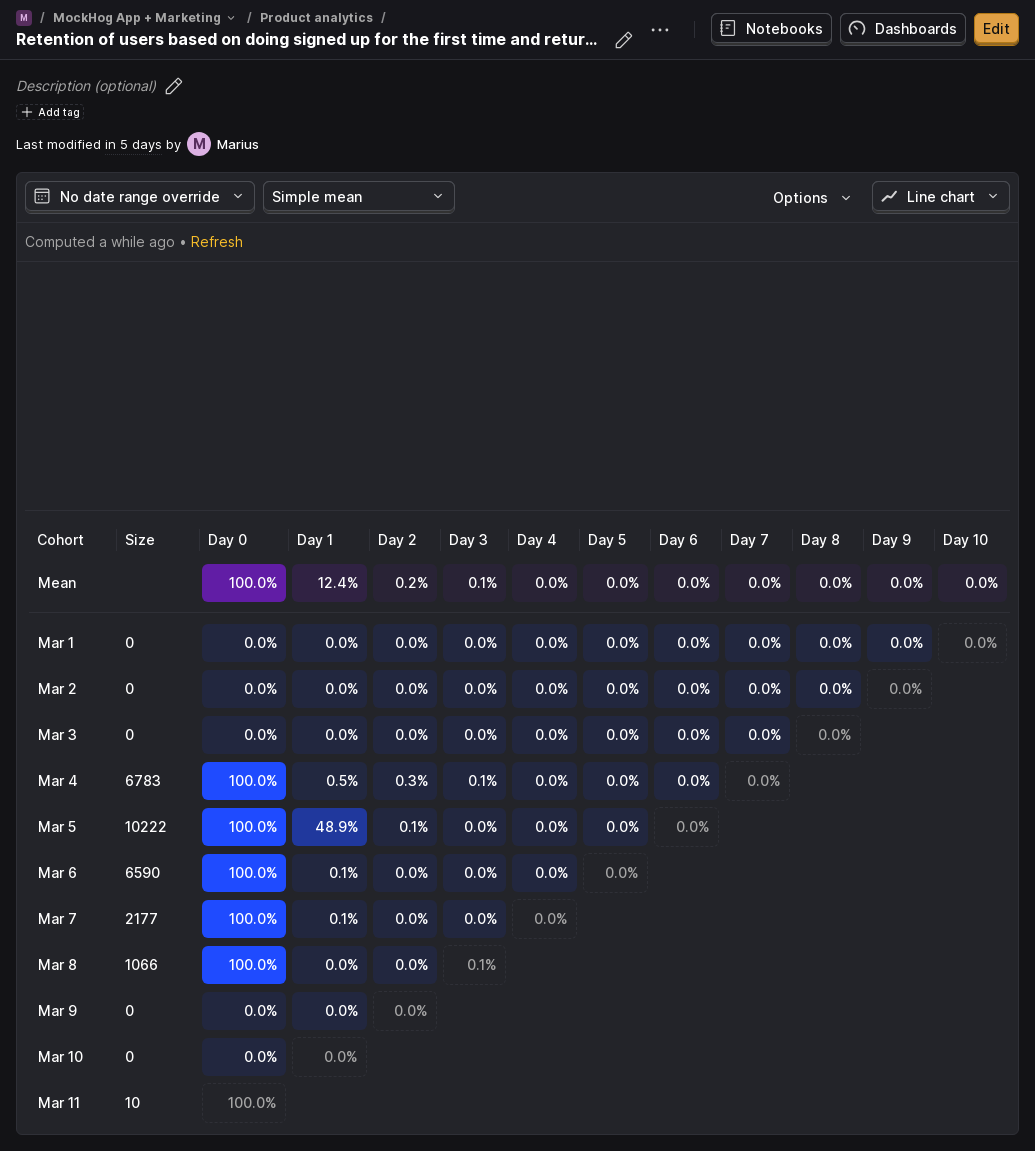 M / MockHog App + Marketing / Product analytics /
Retention of users based on doing signed up for the first time and retur...
Notebooks Dashboards Edit
Description (optional)
Add tag
Last modified in 5 days by M Marius
No date range override Simple mean Options Line chart
Computed a while ago • Refresh
Cohort Size Day 0 Day 1 Day 2 Day 3 Day 4 Day 5 Day 6 Day 7 Day 8 Day 9 Day 10
Mean 100.0% 12.4% 0.2% 0.1% 0.0% 0.0% 0.0% 0.0% 0.0% 0.0% 0.0%
Mar 1 0 0.0% 0.0% 0.0% 0.0% 0.0% 0.0% 0.0% 0.0% 0.0% 0.0% 0.0%
Mar 2 0 0.0% 0.0% 0.0% 0.0% 0.0% 0.0% 0.0% 0.0% 0.0% 0.0%
Mar 3 0 0.0% 0.0% 0.0% 0.0% 0.0% 0.0% 0.0% 0.0% 0.0%
Mar 4 6783 100.0% 0.5% 0.3% 0.1% 0.0% 0.0% 0.0% 0.0%
Mar 5 10222 100.0% 48.9% 0.1% 0.0% 0.0% 0.0% 0.0%
Mar 6 6590 100.0% 0.1% 0.0% 0.0% 0.0% 0.0%
Mar 7 2177 100.0% 0.1% 0.0% 0.0% 0.0%
Mar 8 1066 100.0% 0.0% 0.0% 0.1%
Mar 9 0 0.0% 0.0% 0.0%
Mar 10 0 0.0% 0.0%
Mar 11 10 100.0%